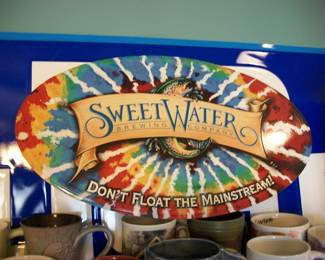 SWEETWATER
BREWING COMPANY
DON'T FLOAT THE MAINSTREAM!